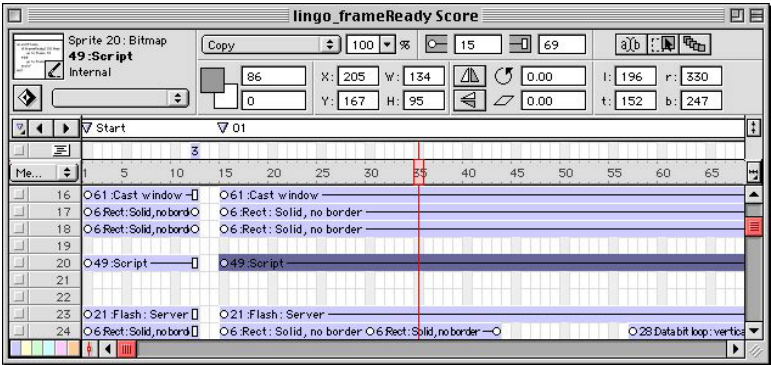 lingo_frameReady Score
Sprite 20: Bitmap
49:Script
Internal
Copy 100 % 15 69 a)b
86 X: 205 W: 134 0.00 l: 196 r: 330
0 Y: 167 H: 95 0.00 t: 152 b: 247
Start 01
3
Me... 1 5 10 15 20 25 30 35 40 45 50 55 60 65
16 61:Cast window 61:Cast window
17 6:Rect:Solid, no bord 6:Rect: Solid, no border
18 6:Rect:Solid, no bord 6:Rect: Solid, no border
19
20 49:Script 49:Script
21
22
23 21:Flash: Server 21:Flash: Server
24 6:Rect:Solid, no bord 6:Rect: Solid, no border 6:Rect:Solid, no border 28:Data bit loop: vertica